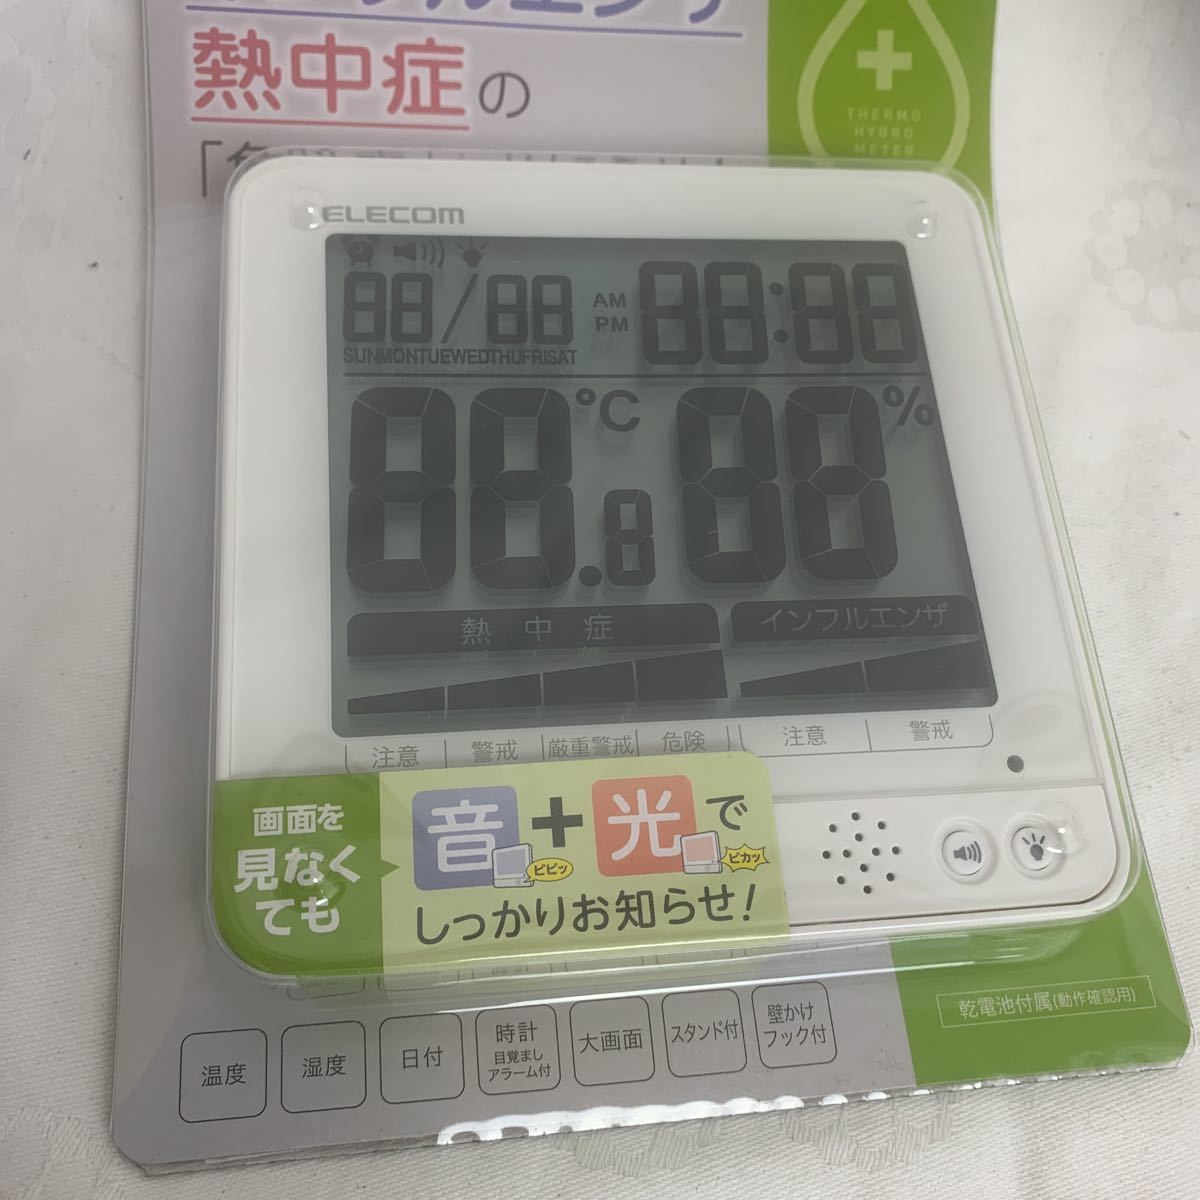 熱中症の
THERMO
HYGRO
METER
ELECOM
88/88 AM PM 88:88
SUNMONTUEWEDTHUFRISAT
88.8℃ 88%
熱中症 インフルエンザ
注意 警戒 厳重警戒 危険 注意 警戒
画面を
見なく
ても
音+光で
ピピッ ピカッ
しっかりお知らせ!
乾電池付属(動作確認用)
温度
湿度
日付
時計
目覚まし
アラーム付
大画面
スタンド付
壁かけ
フック付